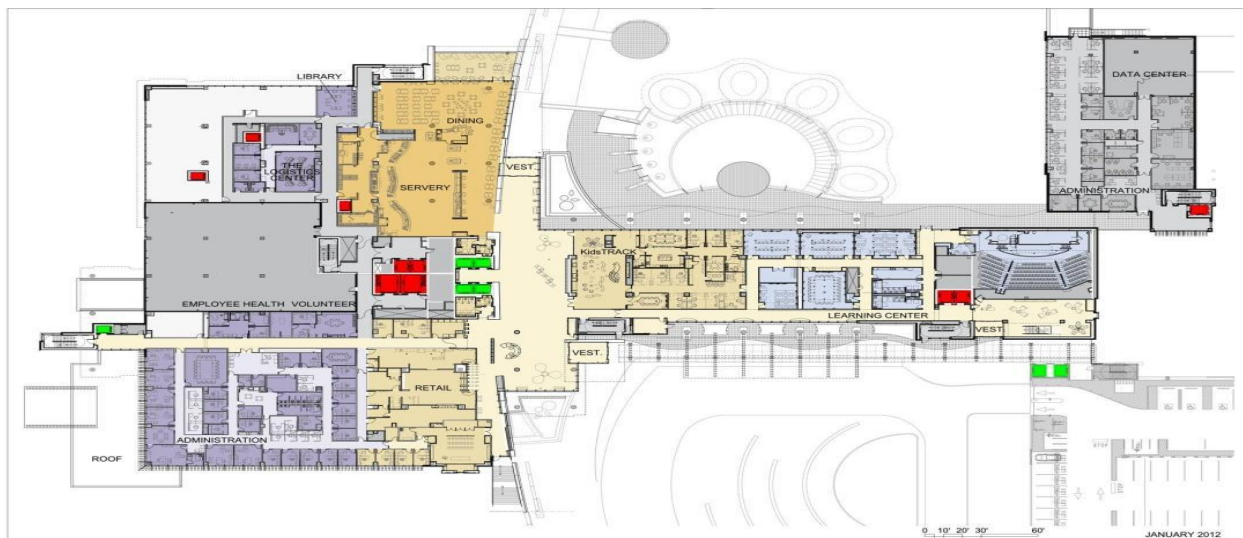 LIBRARY
DATA CENTER
DINING
VEST.
THE
LOGISTICS
CENTER
SERVERY
ADMINISTRATION
KidsTRACK
EMPLOYEE HEALTH VOLUNTEER
LEARNING CENTER
VEST.
VEST.
RETAIL
ADMINISTRATION
ROOF
STOP
STOP
0 10' 20' 30' 60'
JANUARY 2012